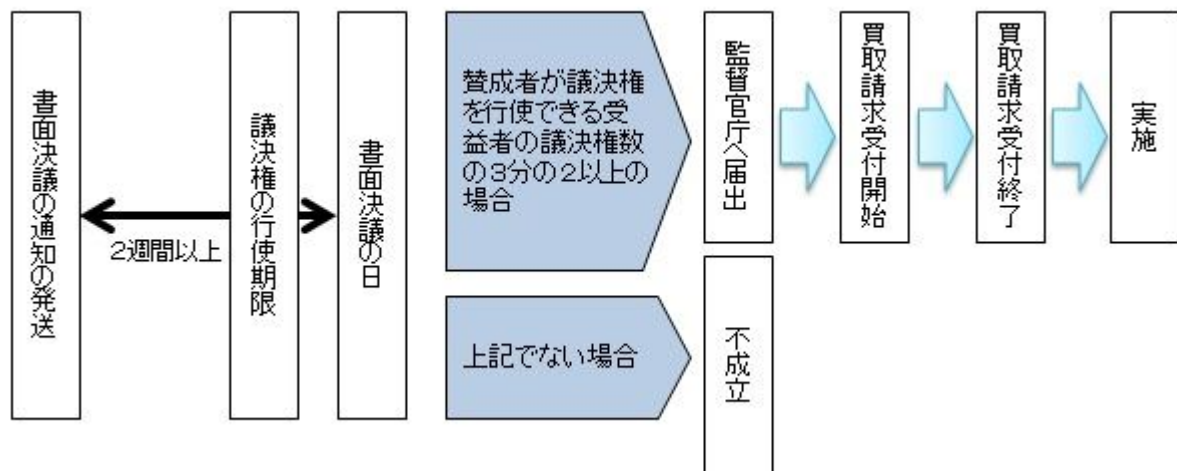 書面決議の通知の発送
2週間以上
議決権の行使期限
書面決議の日
賛成者が議決権
を行使できる受
益者の議決権数
の3分の2以上の
場合
監督官庁へ届出
買取請求受付開始
買取請求受付終了
実施
上記でない場合
不成立